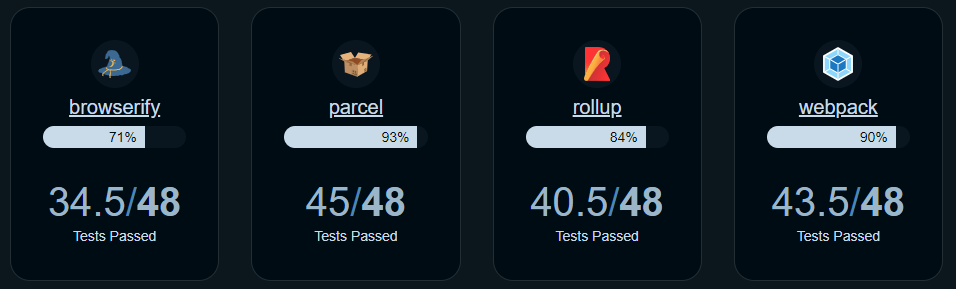 browserify
71%
34.5/48
Tests Passed
parcel
93%
45/48
Tests Passed
rollup
84%
40.5/48
Tests Passed
webpack
90%
43.5/48
Tests Passed